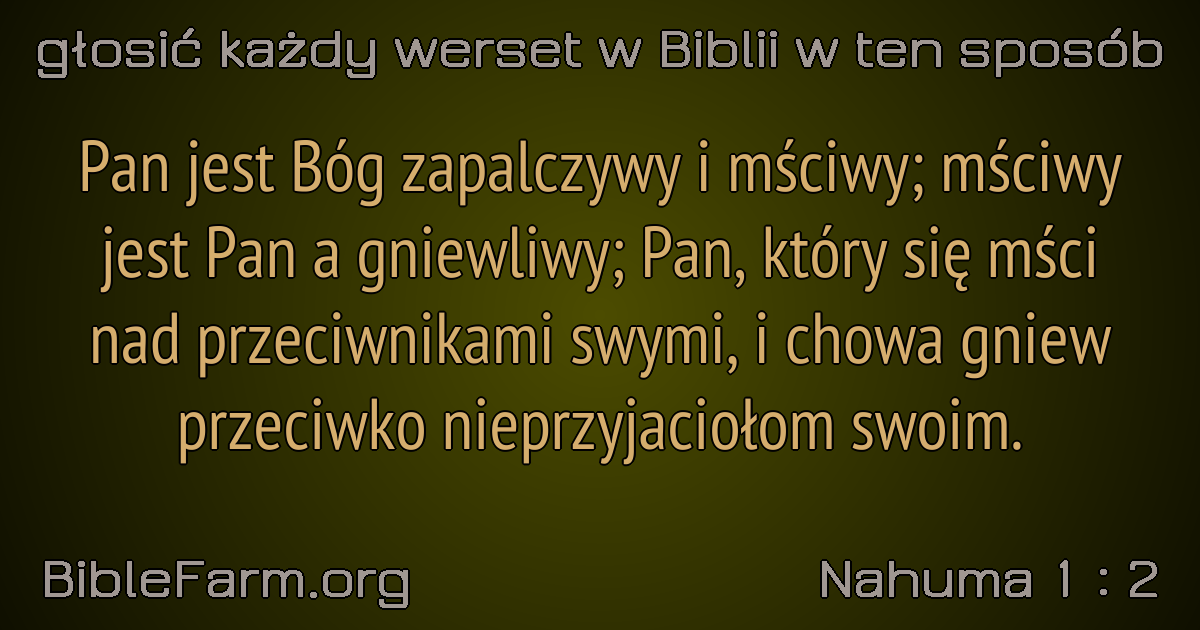 głosić każdy werset w Biblii w ten sposób
Pan jest Bóg zapalczywy i mściwy; mściwy
jest Pan a gniewliwy; Pan, który się mści
nad przeciwnikami swymi, i chowa gniew
przeciwko nieprzyjaciołom swoim.
BibleFarm.org
Nahuma 1 : 2